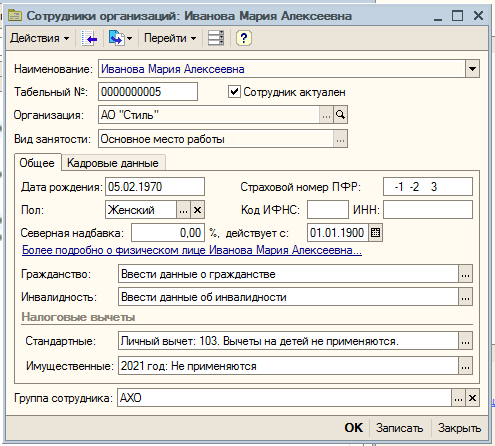 Сотрудники организаций: Иванова Мария Алексеевна
Действия Перейти ?
Наименование: Иванова Мария Алексеевна
Табельный №: 0000000005 Сотрудник актуален
Организация: АО "Стиль" ...
Вид занятости: Основное место работы ...
Общее Кадровые данные
Дата рождения: 05.02.1970 Страховой номер ПФР: -1 -2 3
Пол: Женский ... Код ИФНС: ИНН:
Северная надбавка: 0,00 %, действует с: 01.01.1900
Более подробно о физическом лице Иванова Мария Алексеевна...
Гражданство: Ввести данные о гражданстве ...
Инвалидность: Ввести данные об инвалидности ...
Налоговые вычеты
Стандартные: Личный вычет: 103. Вычеты на детей не применяются. ...
Имущественные: 2021 год: Не применяются ...
Группа сотрудника: АХО ...
OK Записать Закрыть